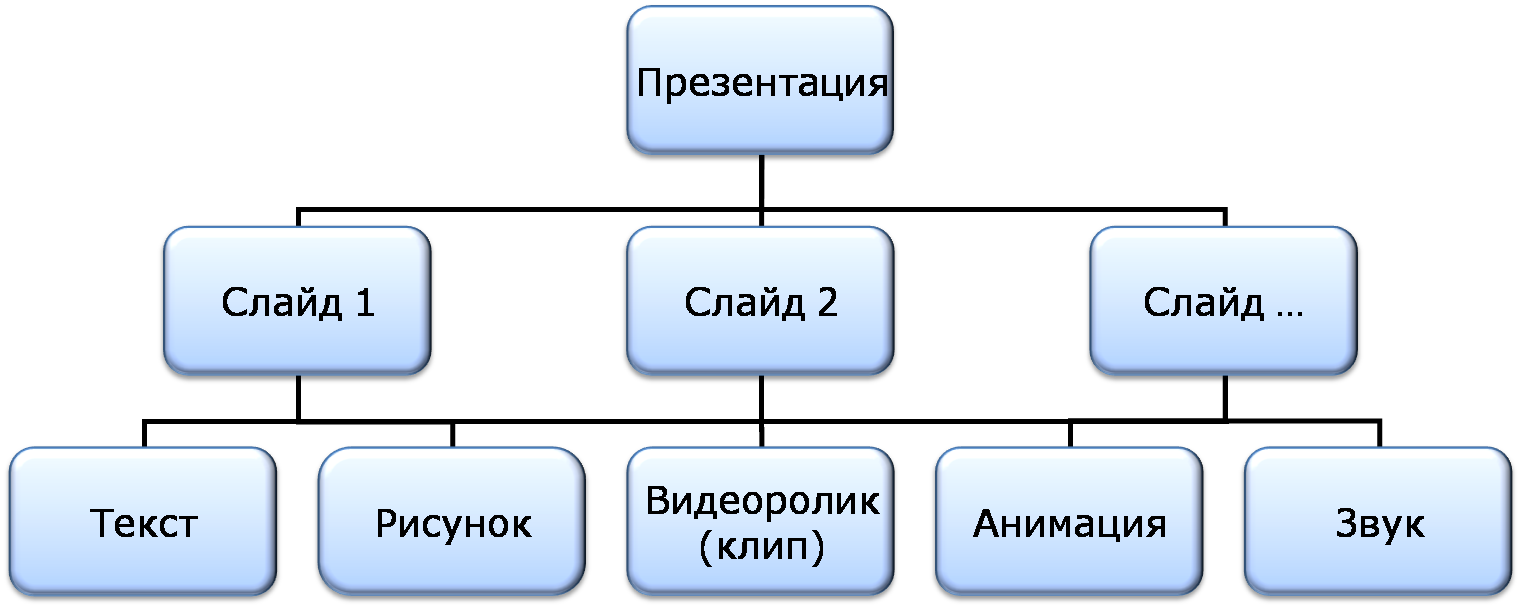 Презентация
Слайд 1
Слайд 2
Слайд ...
Текст
Рисунок
Видеоролик
(клип)
Анимация
Звук